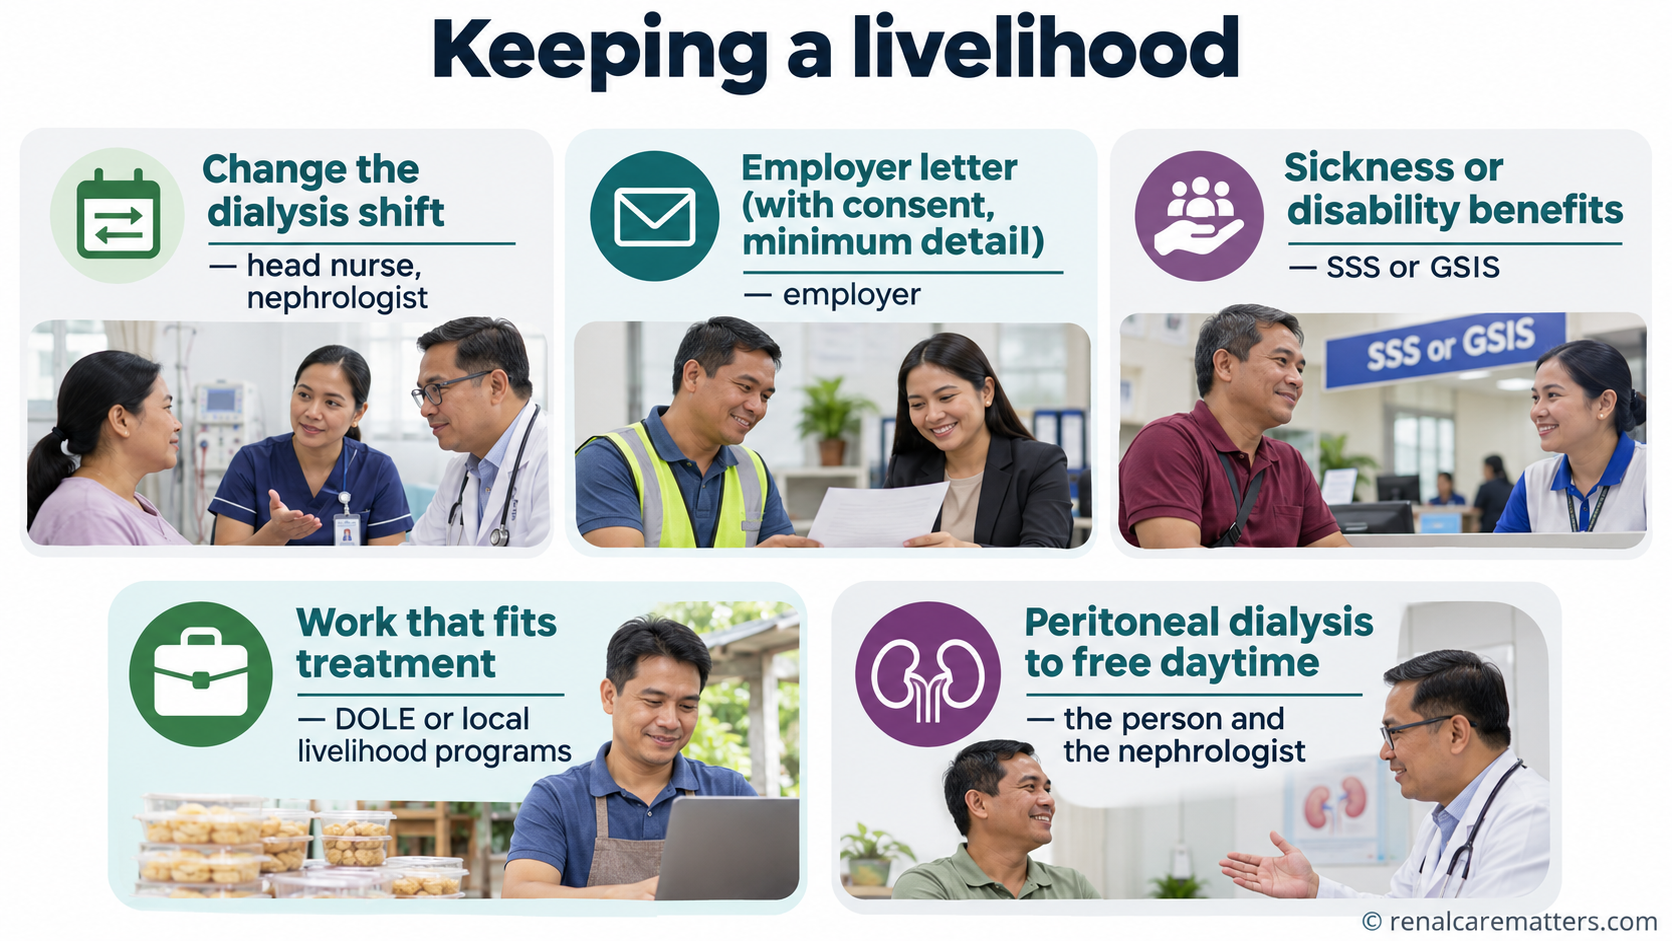 Keeping a livelihood
Change the
dialysis shift
— head nurse,
nephrologist
Employer letter
(with consent,
minimum detail)
— employer
Sickness or
disability benefits
— SSS or GSIS
SSS or GSIS
Work that fits
treatment
— DOLE or local
livelihood programs
Peritoneal dialysis
to free daytime
— the person and
the nephrologist
© renalcarematters.com